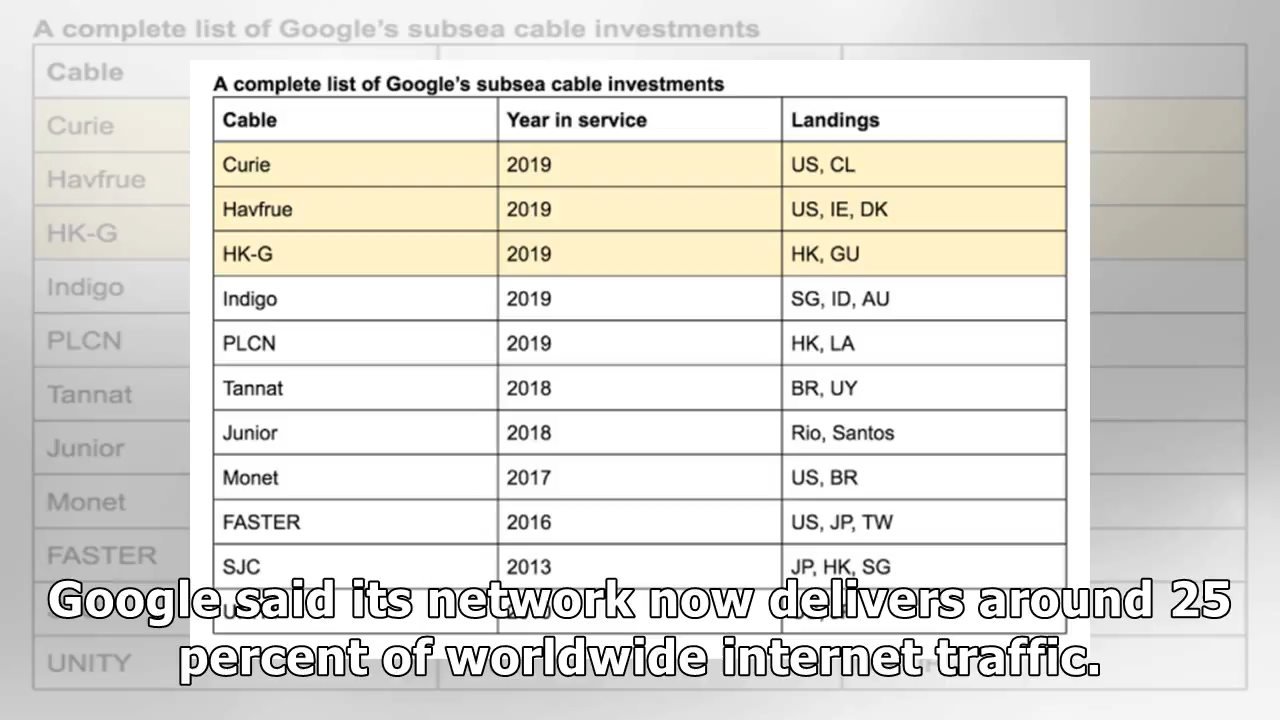 A complete list of Google's subsea cable investments
Cable Year in service Landings
Curie 2019 US, CL
Havfrue 2019 US, IE, DK
HK-G 2019 HK, GU
Indigo 2019 SG, ID, AU
PLCN 2019 HK, LA
Tannat 2018 BR, UY
Junior 2018 Rio, Santos
Monet 2017 US, BR
FASTER 2016 US, JP, TW
SJC 2013 JP, HK, SG
Google said its network now delivers around 25
percent of worldwide internet traffic.
A complete list of Google's subsea cable investments
Cable
Curie
Havfrue
HK-G
Indigo
PLCN
Tannat
Junior
Monet
FASTER
UNITY